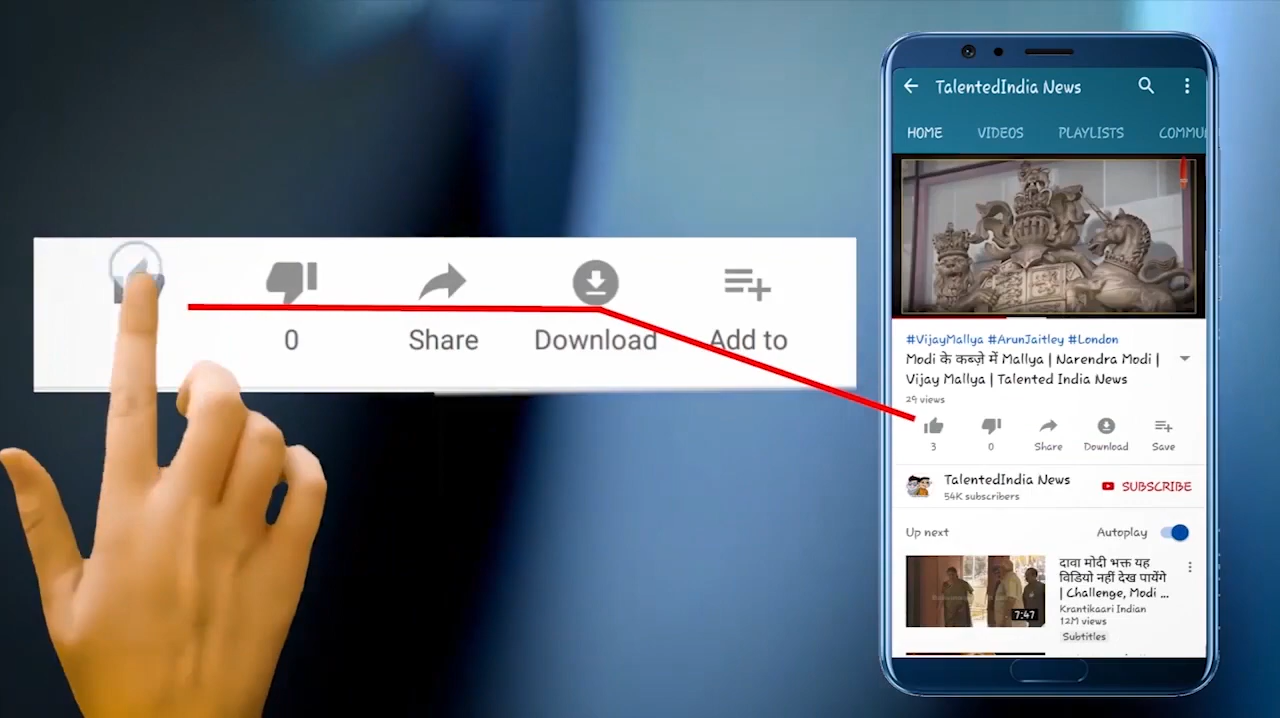 0
Share
Download
Add to
TalentedIndia News
HOME
VIDEOS
PLAYLISTS
COMMU
#VijayMallya #ArunJaitley #London
Modi के कब्ज़े में Mallya | Narendra Modi |
Vijay Mallya | Talented India News
29 views
3
0
Share
Download
Save
TalentedIndia News
54K subscribers
SUBSCRIBE
Up next
Autoplay
7:47
दावा मोदी भक्त यह
विडियो नहीं देख पायेंगे
| Challenge, Modi ...
Krantikaari Indian
12M views
Subtitles